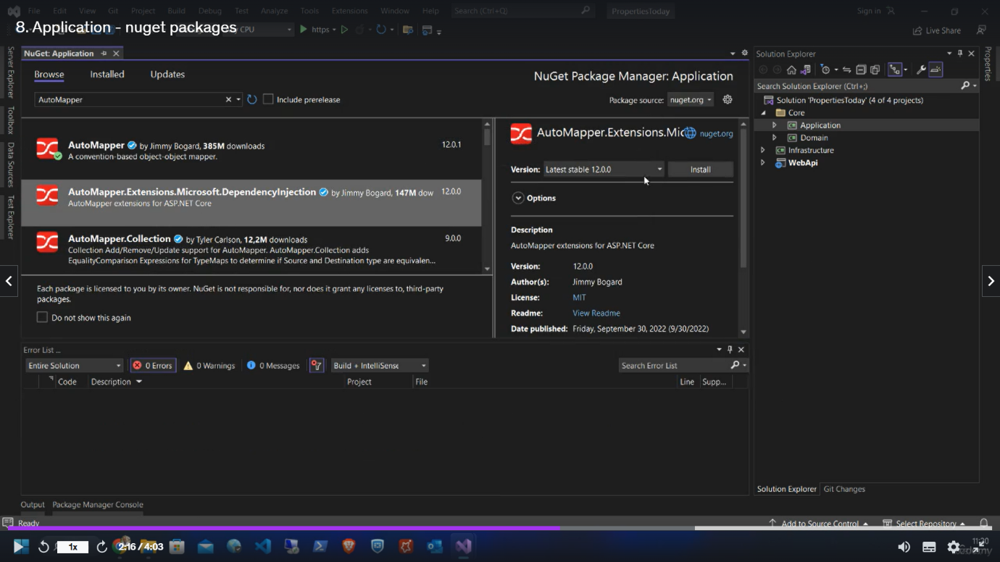 File Edit View Git Project Build Debug Test Analyze Tools Extensions Window Help Search (Ctrl+Q) PropertiesToday Sign in
8. Application - nuget packages
CPU https Live Share
NuGet: Application
Browse Installed Updates
NuGet Package Manager: Application
AutoMapper Include prerelease Package source: nuget.org
AutoMapper by Jimmy Bogard, 385M downloads 12.0.1
A convention-based object-object mapper.
AutoMapper.Extensions.Microsoft.DependencyInjection by Jimmy Bogard, 147M dow 12.0.0
AutoMapper extensions for ASP.NET Core
AutoMapper.Collection by Tyler Carlson, 12,2M downloads 9.0.0
Collection Add/Remove/Update support for AutoMapper. AutoMapper.Collection adds
EqualityComparison Expressions for TypeMaps to determine if Source and Destination type are equivalen...
Each package is licensed to you by its owner. NuGet is not responsible for, nor does it grant any licenses to, third-party
packages.
Do not show this again
AutoMapper.Extensions.Mic nuget.org
Version: Latest stable 12.0.0 Install
Options
Description
AutoMapper extensions for ASP.NET Core
Version: 12.0.0
Author(s): Jimmy Bogard
License: MIT
Readme: View Readme
Date published: Friday, September 30, 2022 (9/30/2022)
Solution Explorer
Search Solution Explorer (Ctrl+;)
Solution 'PropertiesToday' (4 of 4 projects)
Core
Application
Domain
Infrastructure
WebApi
Server Explorer
Toolbox
Data Sources
Test Explorer
Properties
Error List ...
Entire Solution 0 Errors 0 Warnings 0 Messages Build + IntelliSense Search Error List
Code Description Project File Line Supp...
Solution Explorer Git Changes
Output Package Manager Console
Ready Add to Source Control Select Repository
1x 2:16 / 4:03 11:20